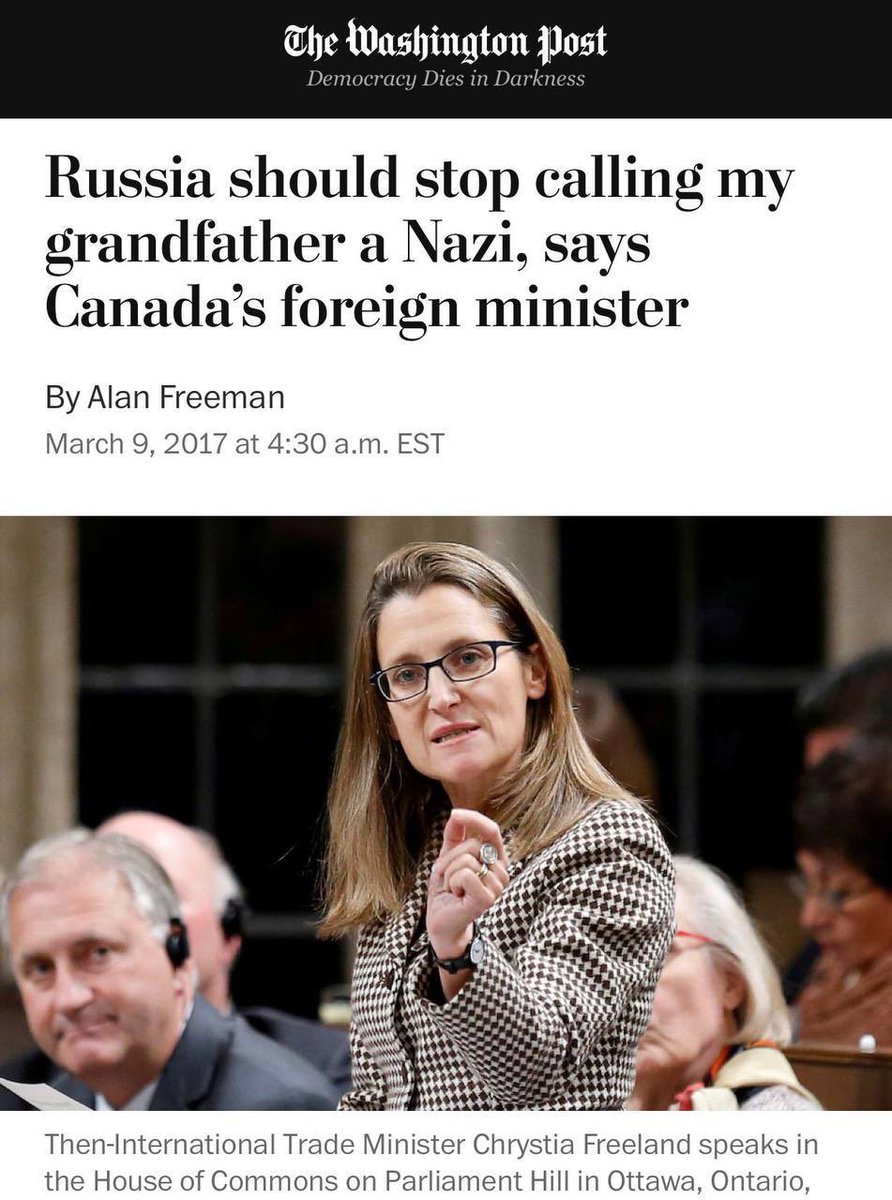 The Washington Post
Democracy Dies in Darkness
Russia should stop calling my
grandfather a Nazi, says
Canada’s foreign minister
By Alan Freeman
March 9, 2017 at 4:30 a.m. EST
Then-International Trade Minister Chrystia Freeland speaks in
the House of Commons on Parliament Hill in Ottawa, Ontario,